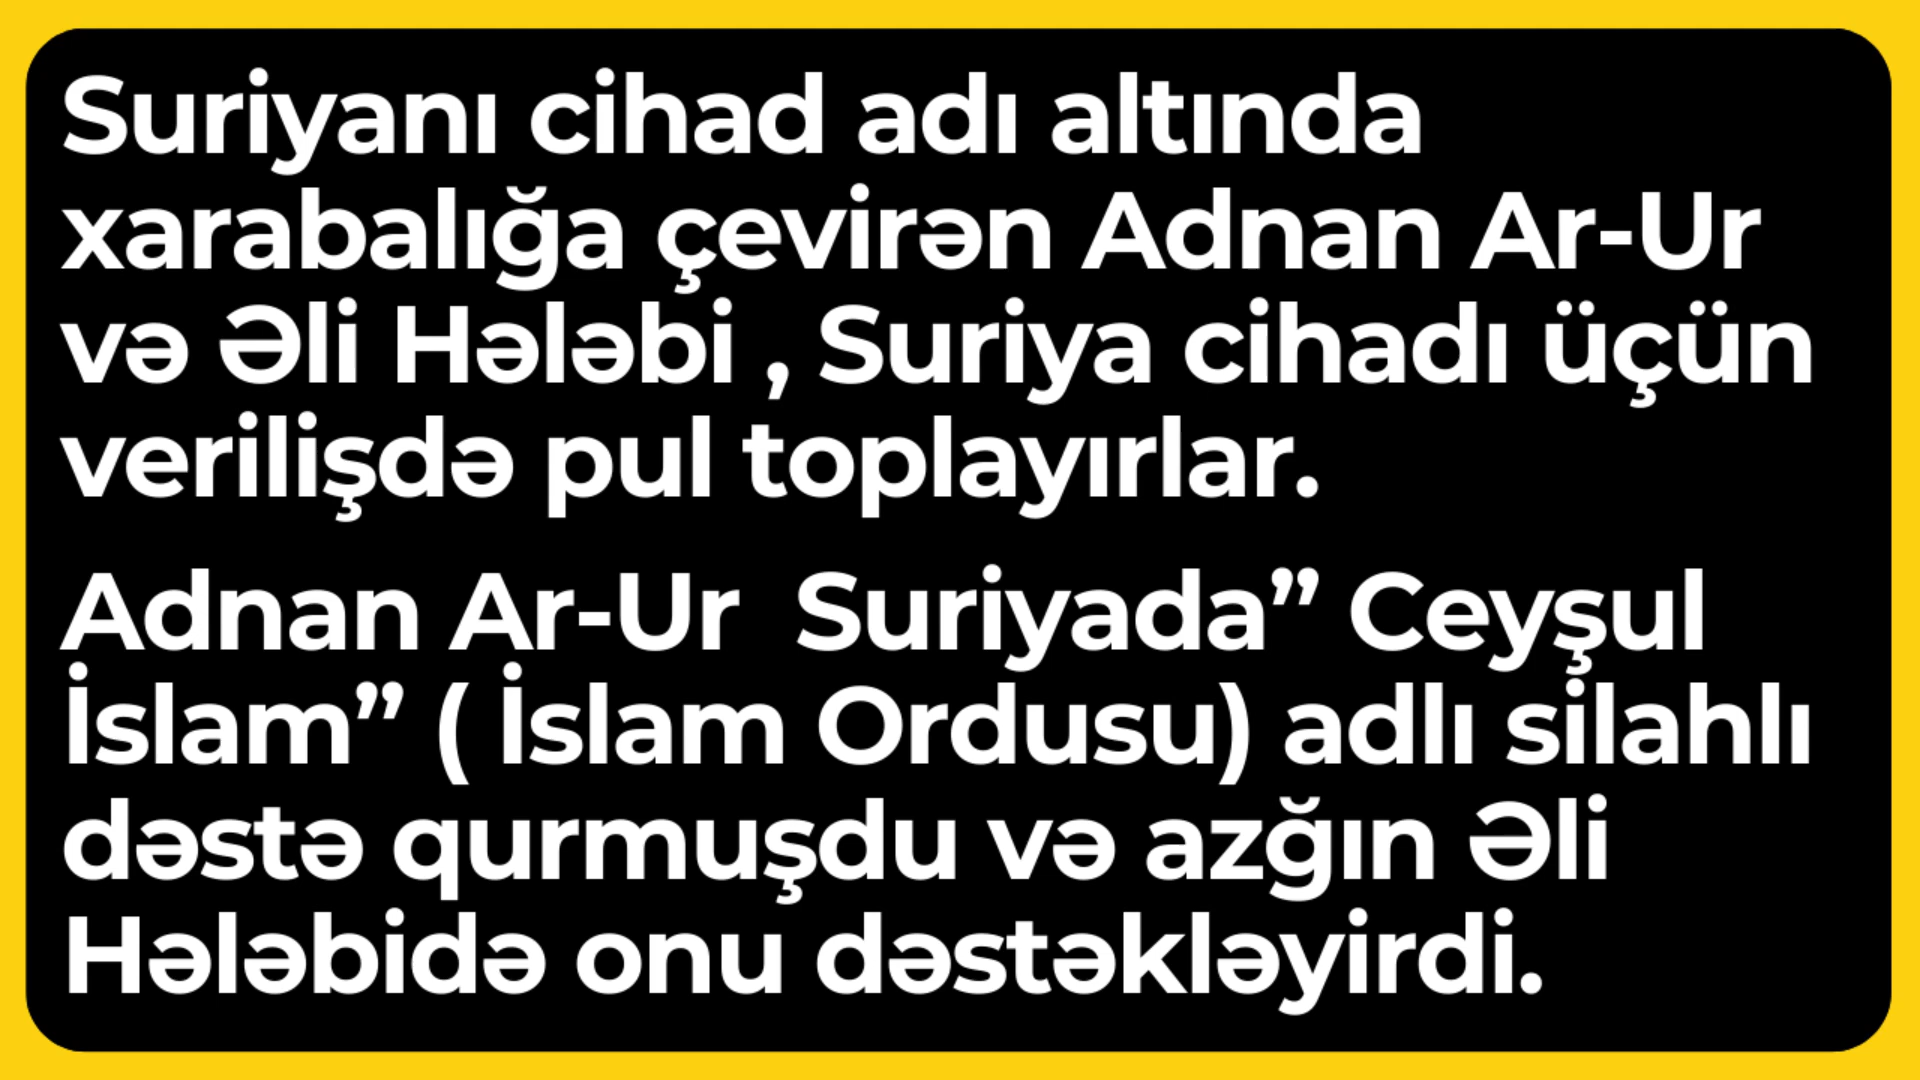 Suriyanı cihad adı altında
xarabalığa çevirən Adnan Ar-Ur
və Əli Hələbi , Suriya cihadı üçün
verilişdə pul toplayırlar.
Adnan Ar-Ur  Suriyada” Ceyşul
İslam” ( İslam Ordusu) adlı silahlı
dəstə qurmuşdu və azğın Əli
Hələbidə onu dəstəkləyirdi.